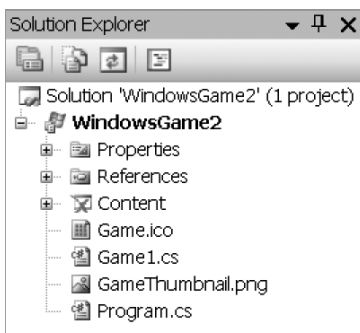 Solution Explorer
Solution 'WindowsGame2' (1 project)
WindowsGame2
Properties
References
Content
Game.ico
Game1.cs
GameThumbnail.png
Program.cs